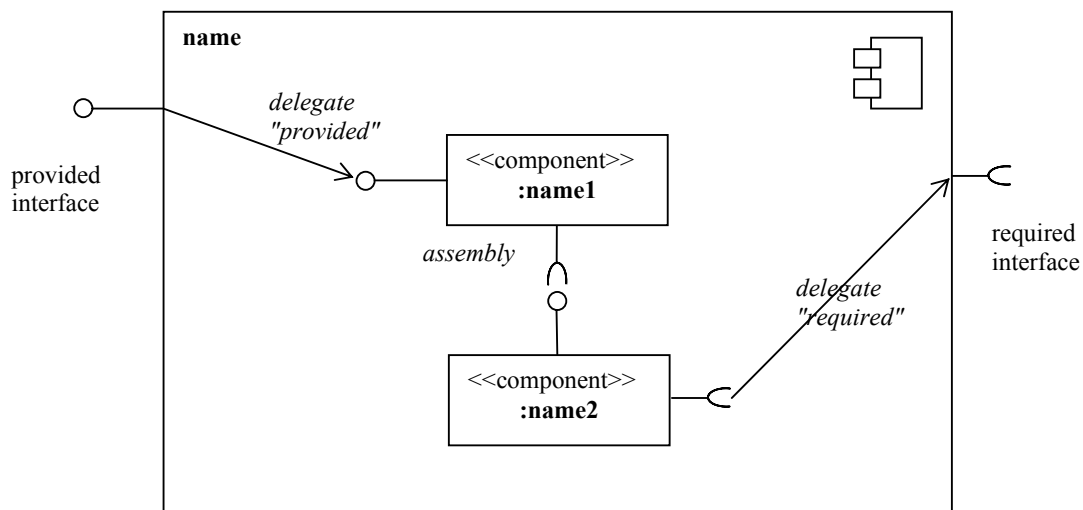 name
delegate
"provided"
provided
interface
<<component>>
:name1
assembly
required
interface
delegate
"required"
<<component>>
:name2